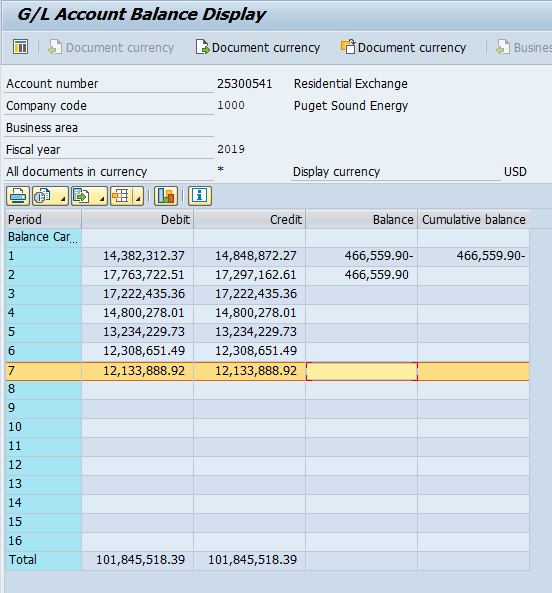 G/L Account Balance Display
Document currency Document currency Document currency Busines
Account number 25300541 Residential Exchange
Company code 1000 Puget Sound Energy
Business area
Fiscal year 2019
All documents in currency * Display currency USD
Period Debit Credit Balance Cumulative balance
Balance Car...
1 14,382,312.37 14,848,872.27 466,559.90- 466,559.90-
2 17,763,722.51 17,297,162.61 466,559.90
3 17,222,435.36 17,222,435.36
4 14,800,278.01 14,800,278.01
5 13,234,229.73 13,234,229.73
6 12,308,651.49 12,308,651.49
7 12,133,888.92 12,133,888.92
8
9
10
11
12
13
14
15
16
Total 101,845,518.39 101,845,518.39